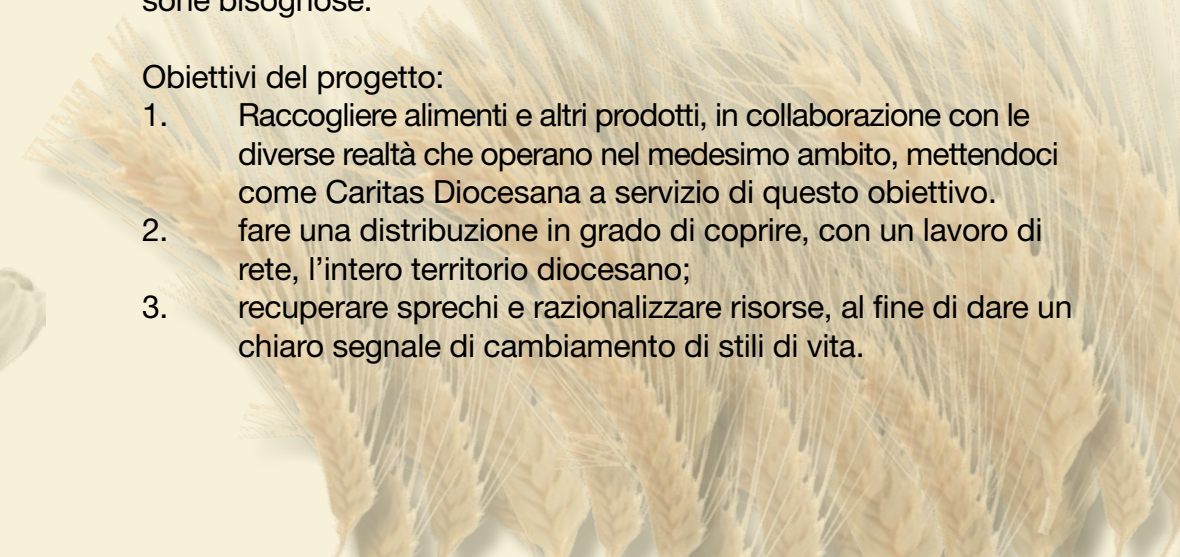 sone bisognose.
Obiettivi del progetto:
1. Raccogliere alimenti e altri prodotti, in collaborazione con le
diverse realtà che operano nel medesimo ambito, mettendoci
come Caritas Diocesana a servizio di questo obiettivo.
2. fare una distribuzione in grado di coprire, con un lavoro di
rete, l’intero territorio diocesano;
3. recuperare sprechi e razionalizzare risorse, al fine di dare un
chiaro segnale di cambiamento di stili di vita.